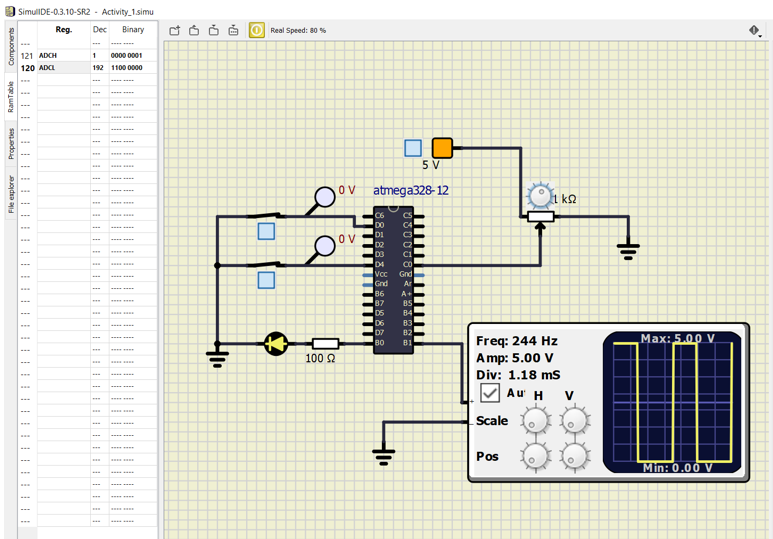 SimulIDE-0.3.10-SR2 - Activity_1.simu
Components
RamTable
Properties
File explorer
Reg. Dec Binary
--- --- ---- ----
121 ADCH 1 0000 0001
120 ADCL 192 1100 0000
Real Speed: 80 %
5 V
0 V
atmega328-12
1 kΩ
0 V
C6 C5
D0 C4
D1 C3
D2 C2
D3 C1
D4 C0
Vcc Gnd
Gnd Ar
B6 A+
B7 B5
D5 B4
D6 B3
D7 B2
B0 B1
100 Ω
Freq: 244 Hz
Amp: 5.00 V
Div: 1.18 mS
Au H V
Scale
Pos
+
-
Max: 5.00 V
Min: 0.00 V